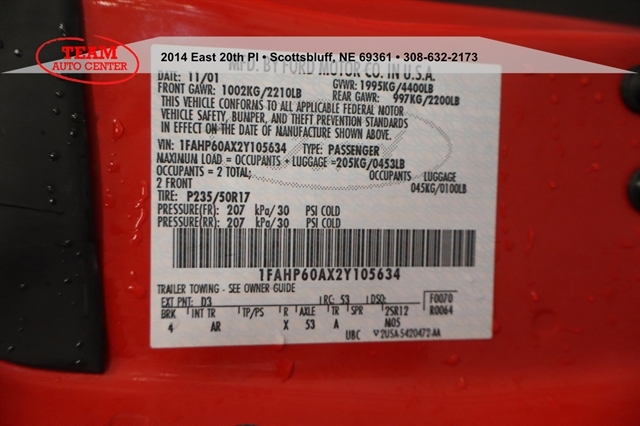 TEAM
AUTO CENTER
2014 East 20th Pl • Scottsbluff, NE 69361 • 308-632-2173
MFD. BY FORD MOTOR CO. IN U.S.A.
DATE: 11/01 GVWR: 1995KG/4400LB
FRONT GAWR: 1002KG/2210LB REAR GAWR: 997KG/2200LB
THIS VEHICLE CONFORMS TO ALL APPLICABLE FEDERAL MOTOR
VEHICLE SAFETY, BUMPER, AND THEFT PREVENTION STANDARDS
IN EFFECT ON THE DATE OF MANUFACTURE SHOWN ABOVE.
VIN: 1FAHP60AX2Y105634 TYPE: PASSENGER
MAXIMUM LOAD = OCCUPANTS + LUGGAGE = 205KG/0453LB
OCCUPANTS = 2 TOTAL; OCCUPANTS LUGGAGE
2 FRONT 045KG/0100LB
TIRE: P235/50R17
PRESSURE(FR): 207 kPa/30 PSI COLD
PRESSURE(RR): 207 kPa/30 PSI COLD
1FAHP60AX2Y105634
TRAILER TOWING - SEE OWNER GUIDE
EXT PNT: D3 RC: 53 DSO: F0070
BRK INT TR TP/PS R AXLE TR SPR 2SR12 R0064
4 AR X 53 A M05
UBC 2U5A-5420472-AA